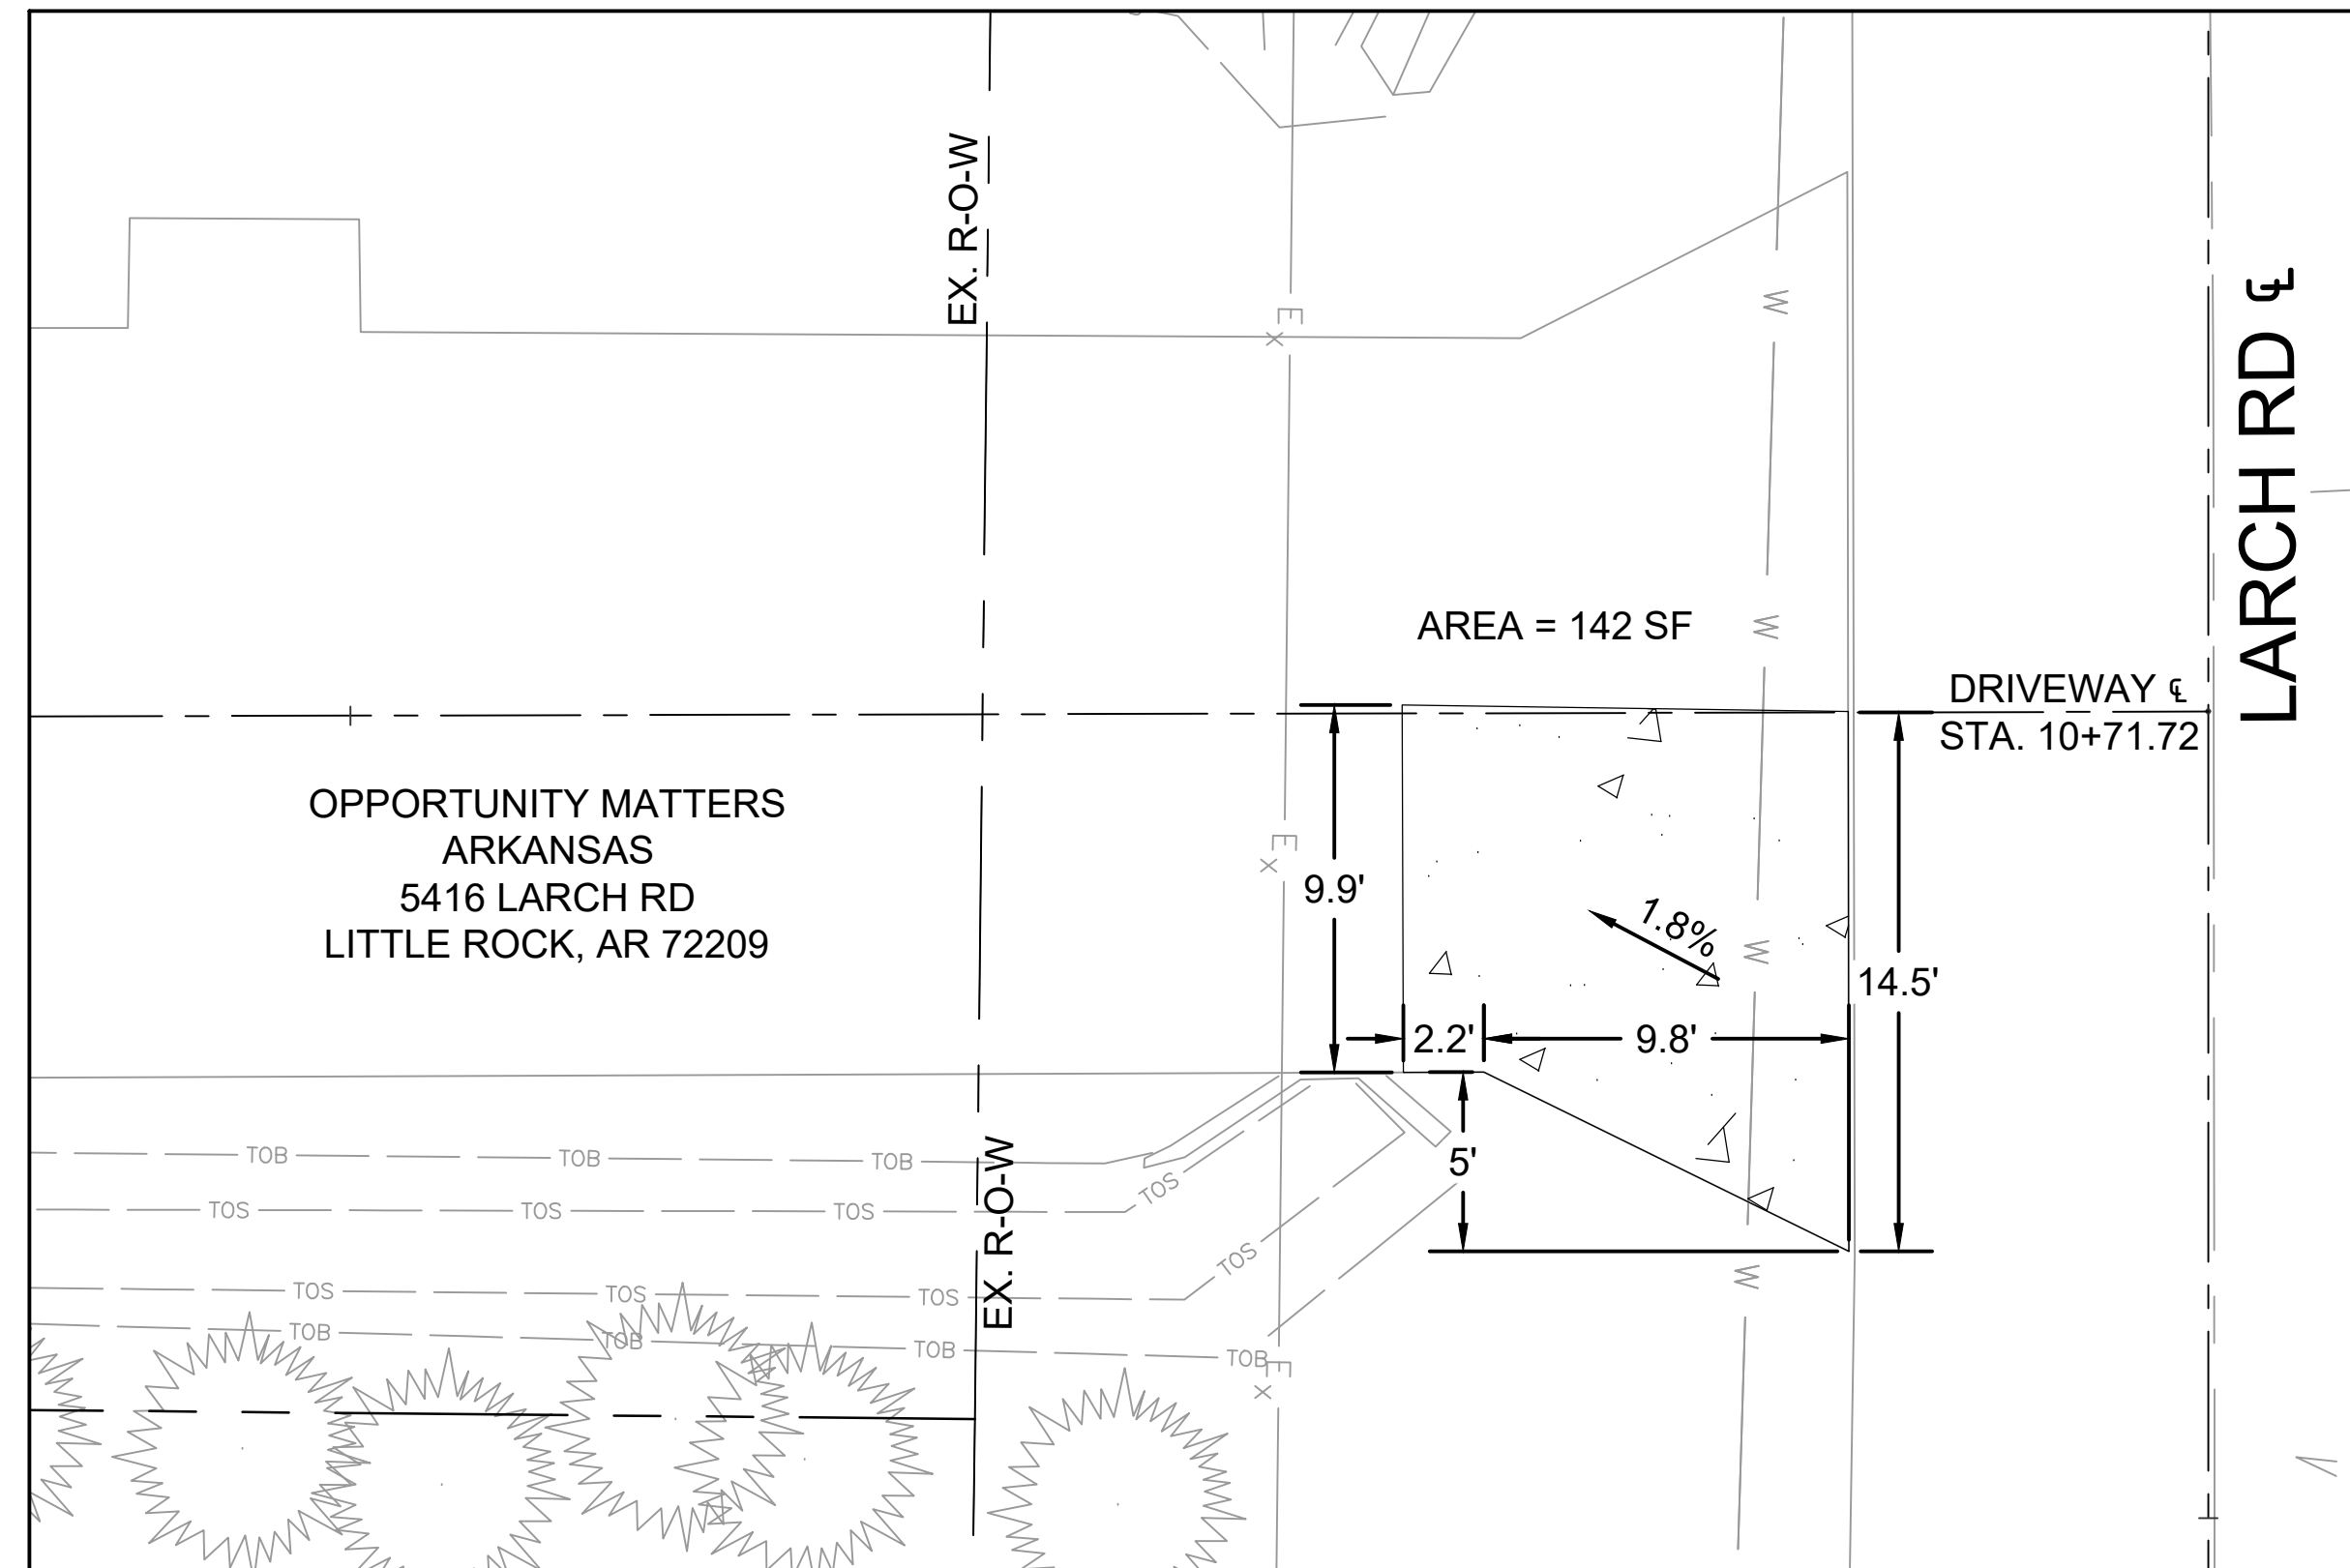 EX. R-O-W
LARCH RD ℄
E
X
W
AREA = 142 SF
W
DRIVEWAY ℄
STA. 10+71.72
OPPORTUNITY MATTERS
ARKANSAS
5416 LARCH RD
LITTLE ROCK, AR 72209
E
X
9.9'
1.8%
W
14.5'
2.2'
9.8'
TOB
TOB
TOB
5'
TOS
TOS
TOS
TOS
EX. R-O-W
TOS
W
TOS
TOS
TOS
TOB
TOB
TOB
TOB
E
X